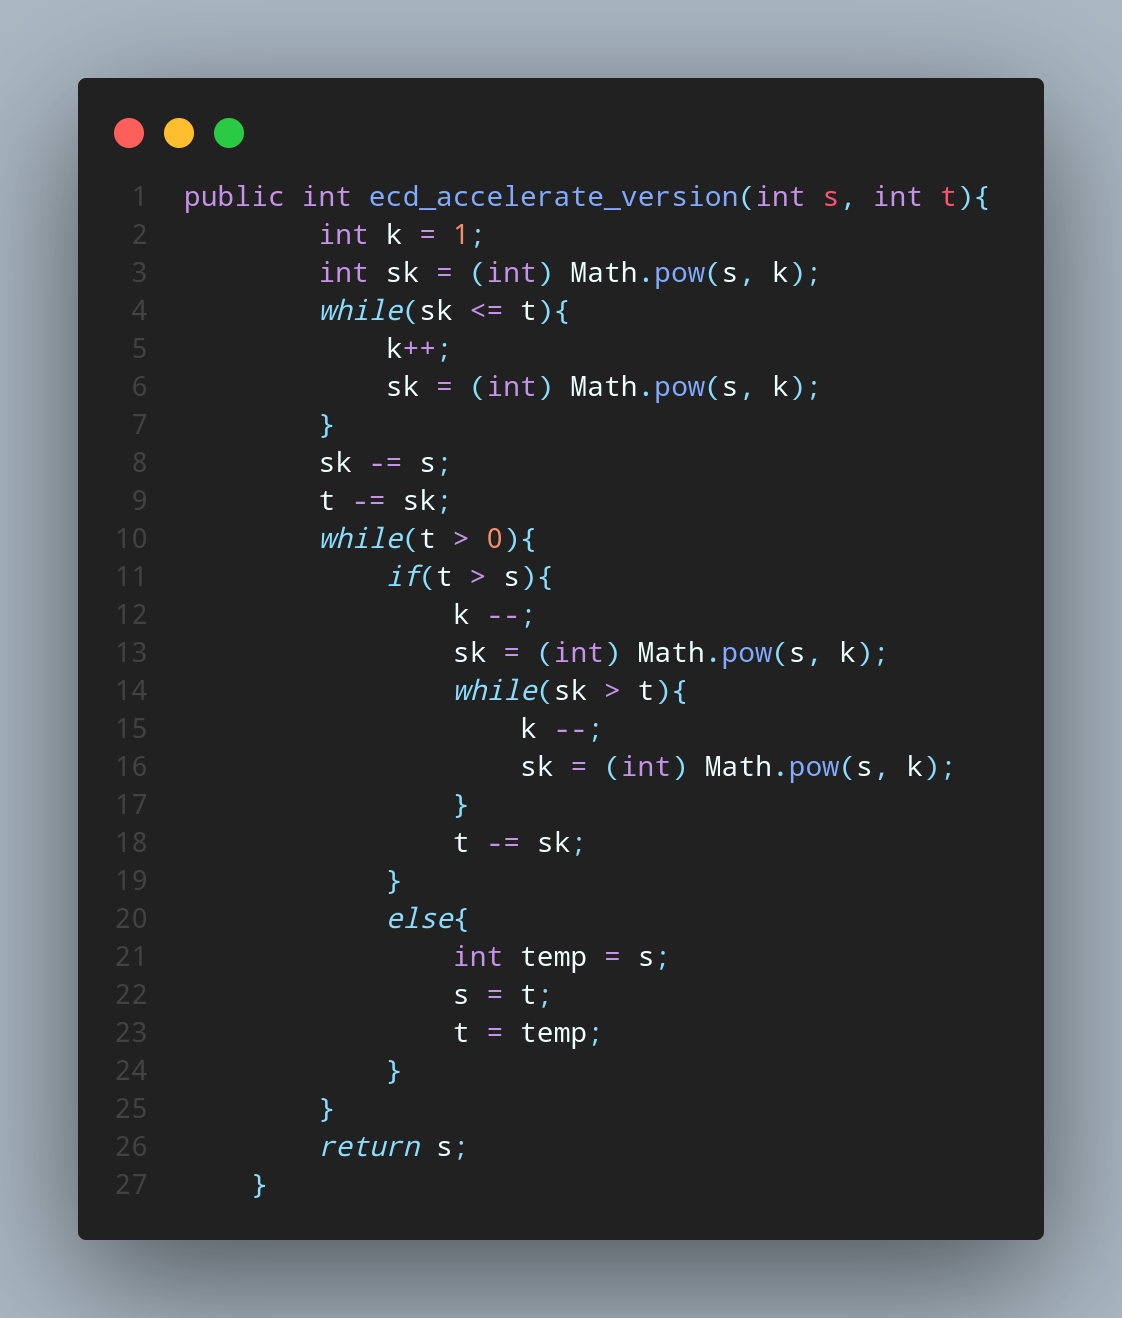 1 public int ecd_accelerate_version(int s, int t){
2 int k = 1;
3 int sk = (int) Math.pow(s, k);
4 while(sk <= t){
5 k++;
6 sk = (int) Math.pow(s, k);
7 }
8 sk -= s;
9 t -= sk;
10 while(t > 0){
11 if(t > s){
12 k --;
13 sk = (int) Math.pow(s, k);
14 while(sk > t){
15 k --;
16 sk = (int) Math.pow(s, k);
17 }
18 t -= sk;
19 }
20 else{
21 int temp = s;
22 s = t;
23 t = temp;
24 }
25 }
26 return s;
27 }